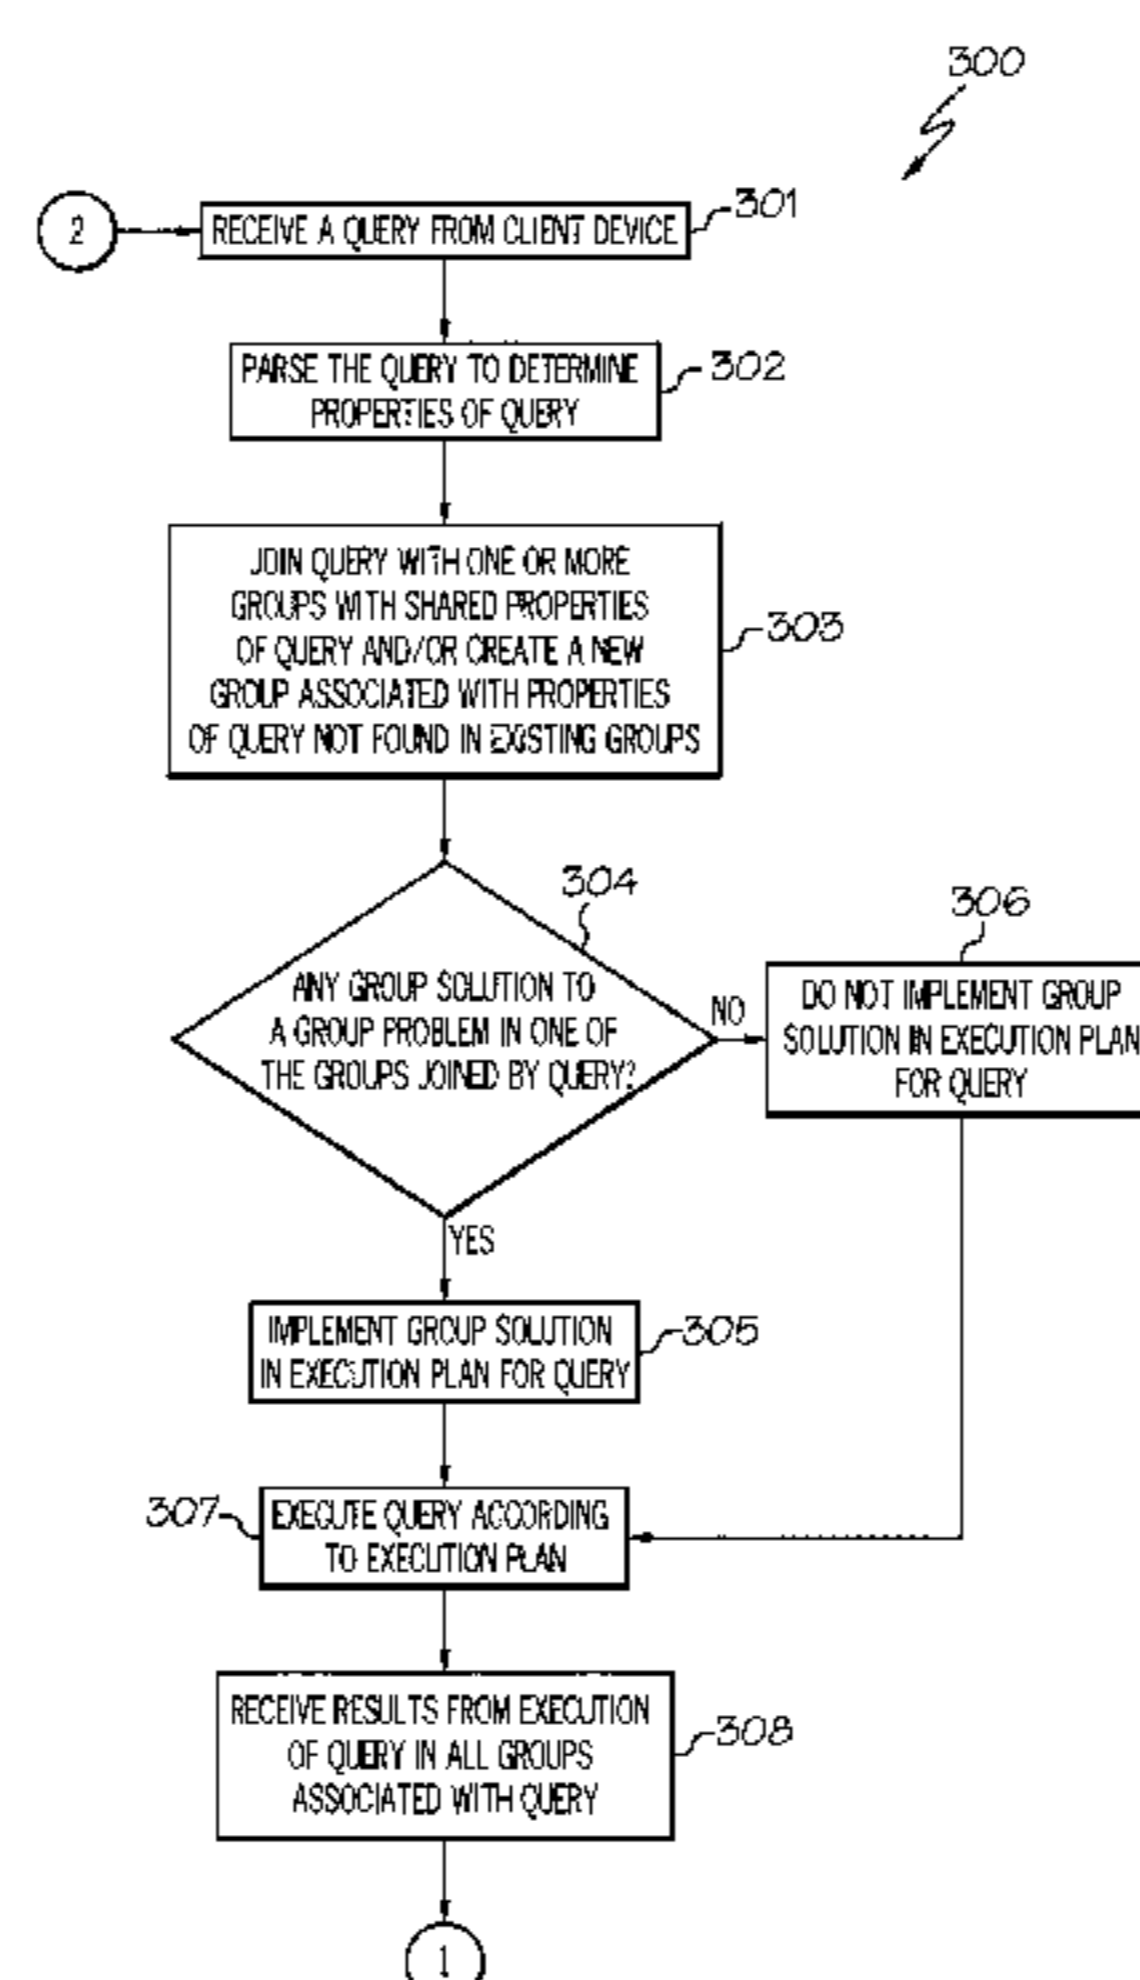 300
2
RECEIVE A QUERY FROM CLIENT DEVICE
301
PARSE THE QUERY TO DETERMINE
PROPERTIES OF QUERY
302
JOIN QUERY WITH ONE OR MORE
GROUPS WITH SHARED PROPERTIES
OF QUERY AND/OR CREATE A NEW
GROUP ASSOCIATED WITH PROPERTIES
OF QUERY NOT FOUND IN EXISTING GROUPS
303
304
ANY GROUP SOLUTION TO
A GROUP PROBLEM IN ONE OF
THE GROUPS JOINED BY QUERY?
NO
306
DO NOT IMPLEMENT GROUP
SOLUTION IN EXECUTION PLAN
FOR QUERY
YES
IMPLEMENT GROUP SOLUTION
IN EXECUTION PLAN FOR QUERY
305
307
EXECUTE QUERY ACCORDING
TO EXECUTION PLAN
RECEIVE RESULTS FROM EXECUTION
OF QUERY IN ALL GROUPS
ASSOCIATED WITH QUERY
308
1